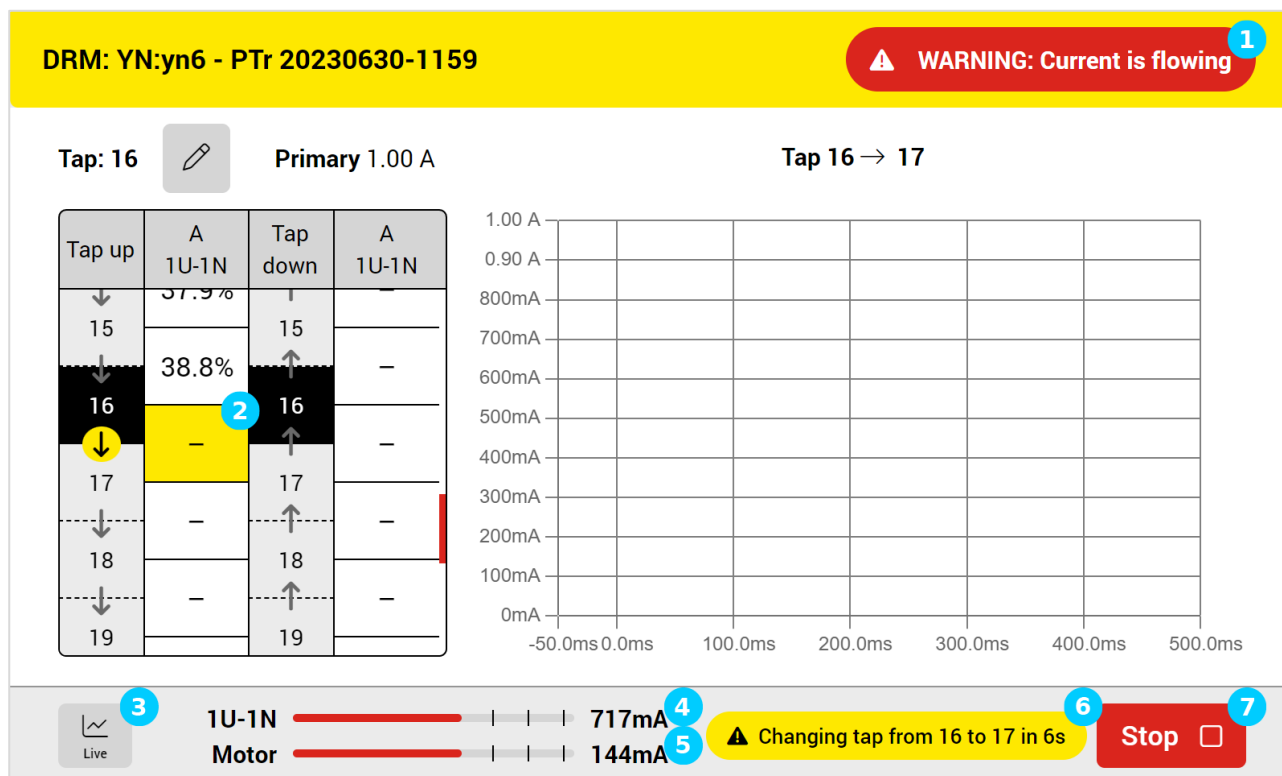 DRM: YN:yn6 - PTr 20230630-1159
WARNING: Current is flowing
1
Tap: 16
Primary 1.00 A
Tap 16 → 17
Tap up
A
1U-1N
Tap
down
A
1U-1N
37.9%
–
15
15
38.8%
–
16
2
16
–
–
17
17
–
–
18
18
–
–
19
19
1.00 A
0.90 A
800mA
700mA
600mA
500mA
400mA
300mA
200mA
100mA
0mA
-50.0ms 0.0ms 100.0ms 200.0ms 300.0ms 400.0ms 500.0ms
Live
3
1U-1N 717mA 4
Motor 144mA 5
Changing tap from 16 to 17 in 6s
6
Stop
7